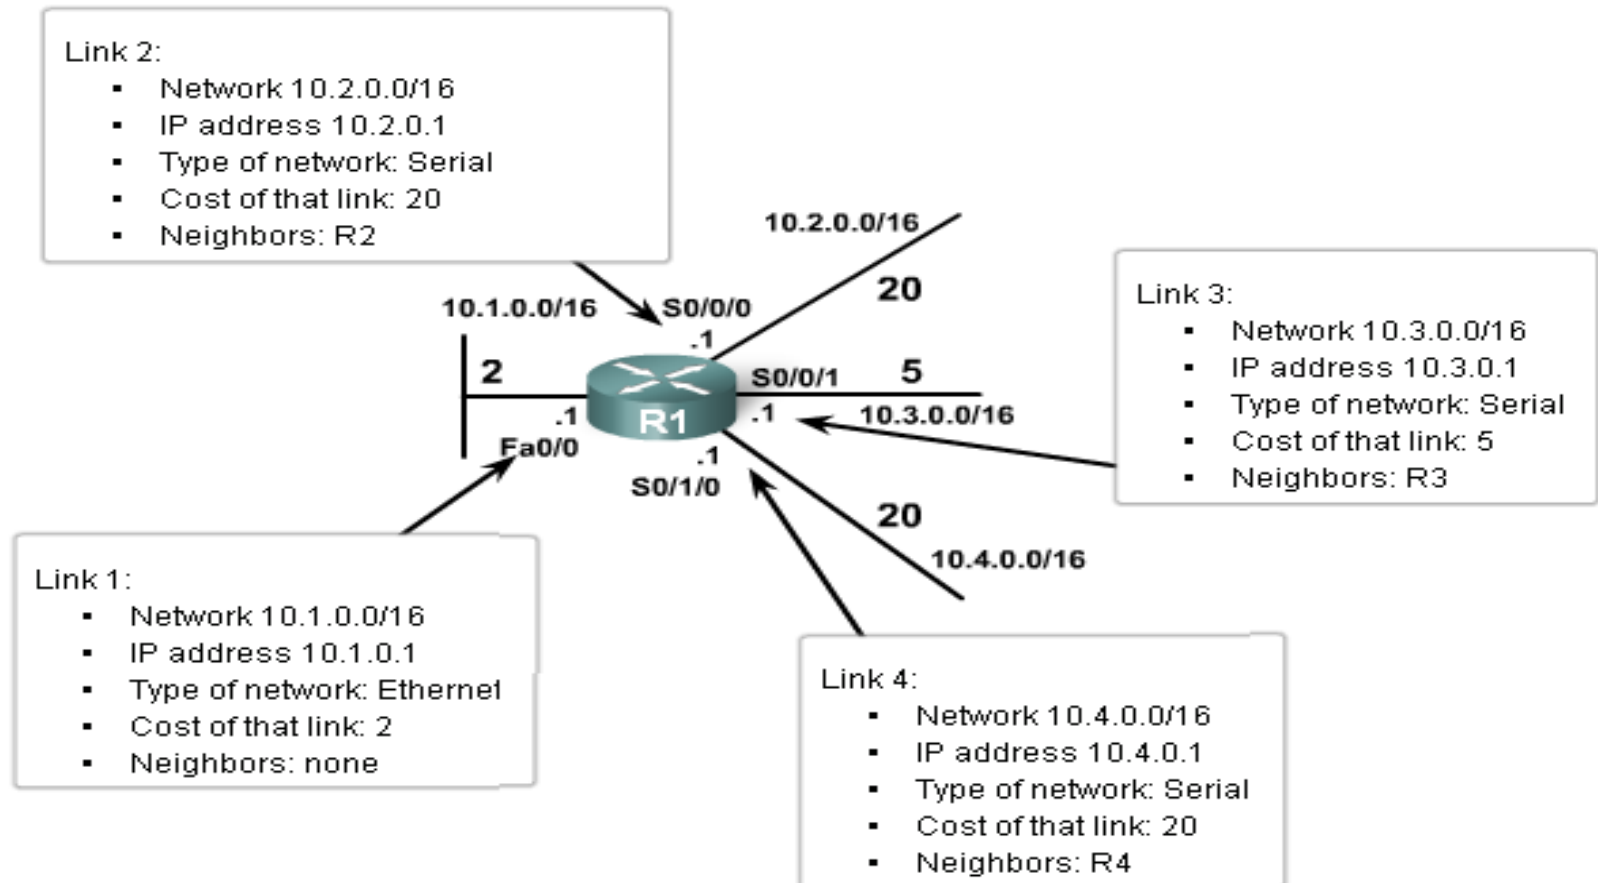 Link 2:
▪ Network 10.2.0.0/16
▪ IP address 10.2.0.1
▪ Type of network: Serial
▪ Cost of that link: 20
▪ Neighbors: R2
10.2.0.0/16
20
10.1.0.0/16
S0/0/0
.1
2
.1
Fa0/0
R1
S0/0/1
5
.1
10.3.0.0/16
.1
S0/1/0
20
10.4.0.0/16
Link 3:
▪ Network 10.3.0.0/16
▪ IP address 10.3.0.1
▪ Type of network: Serial
▪ Cost of that link: 5
▪ Neighbors: R3
Link 1:
▪ Network 10.1.0.0/16
▪ IP address 10.1.0.1
▪ Type of network: Ethernet
▪ Cost of that link: 2
▪ Neighbors: none
Link 4:
▪ Network 10.4.0.0/16
▪ IP address 10.4.0.1
▪ Type of network: Serial
▪ Cost of that link: 20
▪ Neighbors: R4